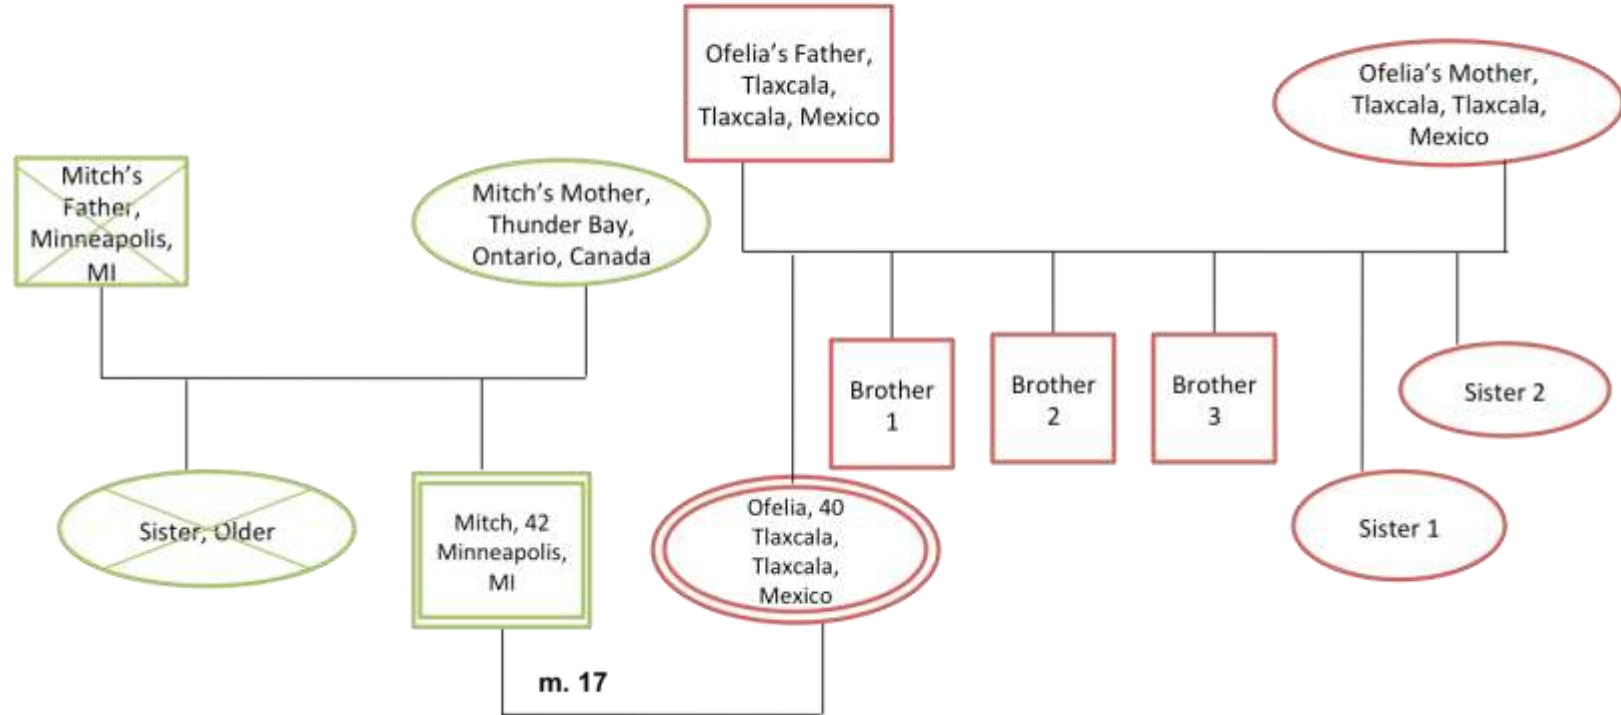 Ofelia’s Father,
Tlaxcala,
Tlaxcala, Mexico
Ofelia’s Mother,
Tlaxcala, Tlaxcala,
Mexico
Mitch’s
Father,
Minneapolis,
MI
Mitch’s Mother,
Thunder Bay,
Ontario, Canada
Brother
1
Brother
2
Brother
3
Sister 2
Sister, Older
Mitch, 42
Minneapolis,
MI
Ofelia, 40
Tlaxcala,
Tlaxcala,
Mexico
Sister 1
m. 17